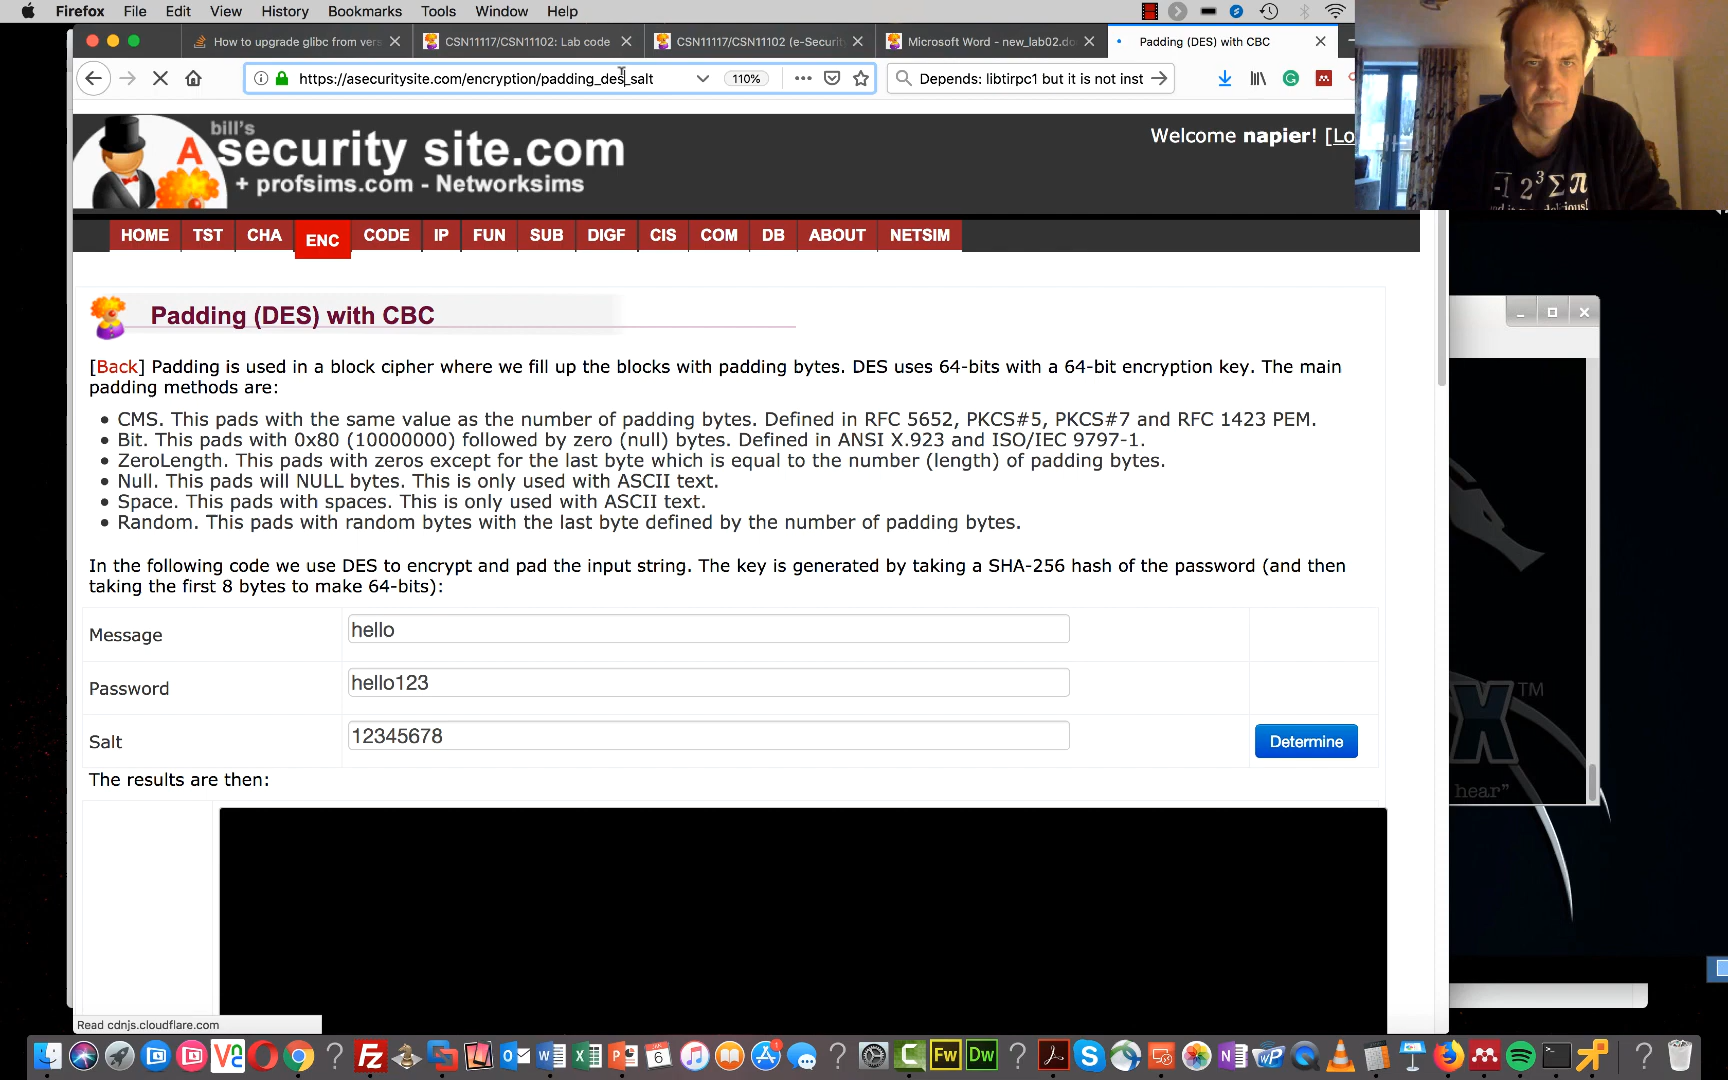 Firefox File Edit View History Bookmarks Tools Window Help
How to upgrade glibc from vers
CSN11117/CSN11102: Lab code
CSN11117/CSN11102 (e-Securit
Microsoft Word - new_lab02.do
Padding (DES) with CBC
https://asecuritysite.com/encryption/padding_des_salt
110%
Depends: libtirpc1 but it is not inst
bill's
A security site.com
+ profsims.com - Networksims
Welcome napier! [Lo
HOME TST CHA ENC CODE IP FUN SUB DIGF CIS COM DB ABOUT NETSIM
Padding (DES) with CBC
[Back] Padding is used in a block cipher where we fill up the blocks with padding bytes. DES uses 64-bits with a 64-bit encryption key. The main
padding methods are:
• CMS. This pads with the same value as the number of padding bytes. Defined in RFC 5652, PKCS#5, PKCS#7 and RFC 1423 PEM.
• Bit. This pads with 0x80 (10000000) followed by zero (null) bytes. Defined in ANSI X.923 and ISO/IEC 9797-1.
• ZeroLength. This pads with zeros except for the last byte which is equal to the number (length) of padding bytes.
• Null. This pads will NULL bytes. This is only used with ASCII text.
• Space. This pads with spaces. This is only used with ASCII text.
• Random. This pads with random bytes with the last byte defined by the number of padding bytes.
In the following code we use DES to encrypt and pad the input string. The key is generated by taking a SHA-256 hash of the password (and then
taking the first 8 bytes to make 64-bits):
Message hello
Password hello123
Salt 12345678
Determine
The results are then:
Read cdnjs.cloudflare.com
-1 2³ Σ π
X™
hear”
Fw Dw